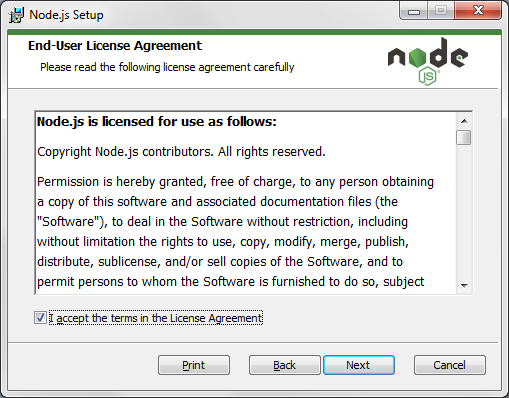 Node.js Setup
End-User License Agreement
Please read the following license agreement carefully
node
JS
Node.js is licensed for use as follows:
Copyright Node.js contributors. All rights reserved.
Permission is hereby granted, free of charge, to any person obtaining
a copy of this software and associated documentation files (the
"Software"), to deal in the Software without restriction, including
without limitation the rights to use, copy, modify, merge, publish,
distribute, sublicense, and/or sell copies of the Software, and to
permit persons to whom the Software is furnished to do so, subject
I accept the terms in the License Agreement
Print Back Next Cancel